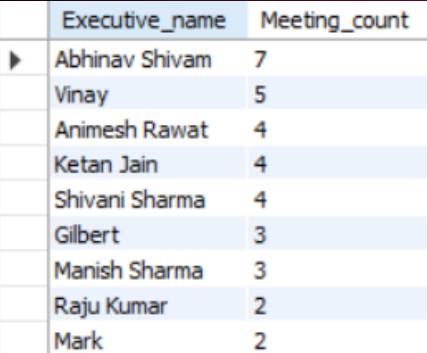 Executive_name Meeting_count
Abhinav Shivam 7
Vinay 5
Animesh Rawat 4
Ketan Jain 4
Shivani Sharma 4
Gilbert 3
Manish Sharma 3
Raju Kumar 2
Mark 2